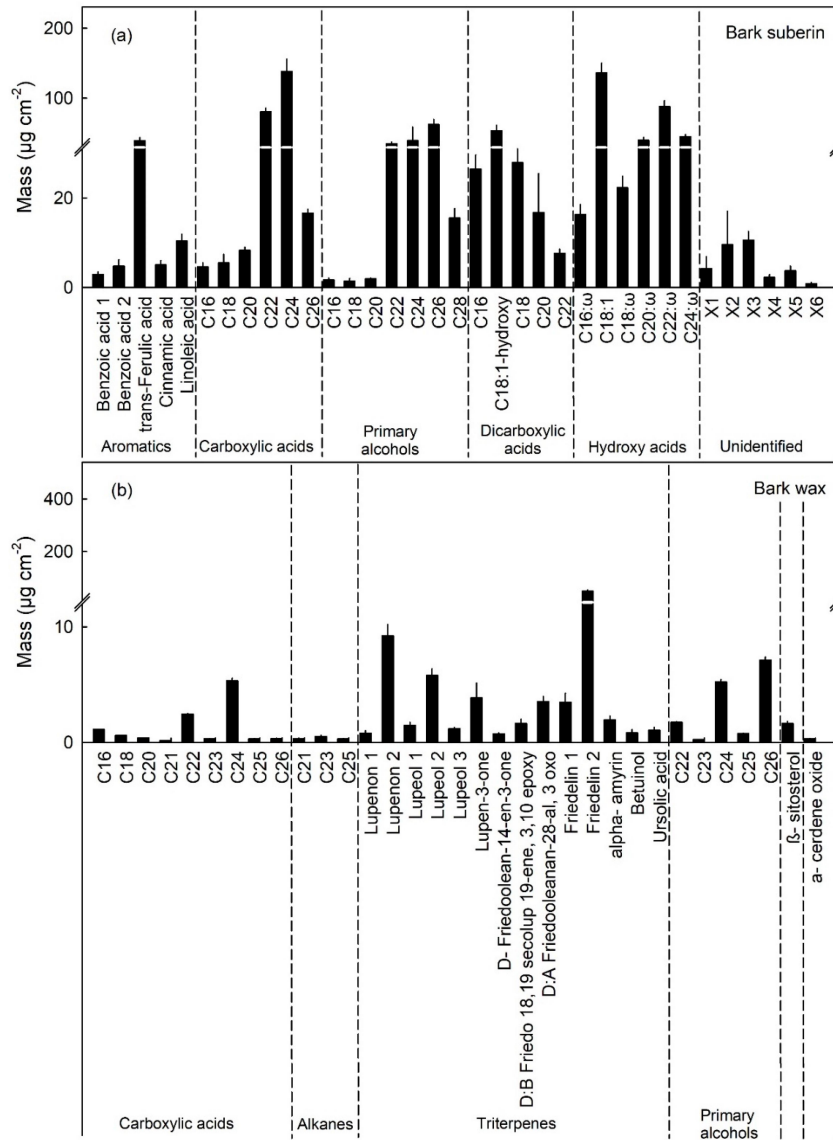 (a)
Bark suberin
200
100
20
0
Mass (µg cm-2)
Benzoic acid 1
Benzoic acid 2
trans-Ferulic acid
Cinnamic acid
Linoleic acid
C16
C18
C20
C22
C24
C26
C16
C18
C20
C22
C24
C26
C28
C16
C18:1-hydroxy
C18
C20
C22
C16:ω
C18:1
C18:ω
C20:ω
C22:ω
C24:ω
X1
X2
X3
X4
X5
X6
Aromatics
Carboxylic acids
Primary
alcohols
Dicarboxylic
acids
Hydroxy acids
Unidentified
(b)
Bark wax
400
200
10
0
Mass (µg cm-2)
C16
C18
C20
C21
C22
C23
C24
C25
C26
C21
C23
C25
Lupenon 1
Lupenon 2
Lupeol 1
Lupeol 2
Lupeol 3
Lupen-3-one
D- Friedoolean-14-en-3-one
D:B Friedo 18,19 secolup 19-ene, 3,10 epoxy
D:A Friedooleanan-28-al, 3 oxo
Friedelin 1
Friedelin 2
alpha- amyrin
Betuinol
Ursolic acid
C22
C23
C24
C25
C26
ß- sitosterol
a- cerdene oxide
Carboxylic acids
Alkanes
Triterpenes
Primary
alcohols